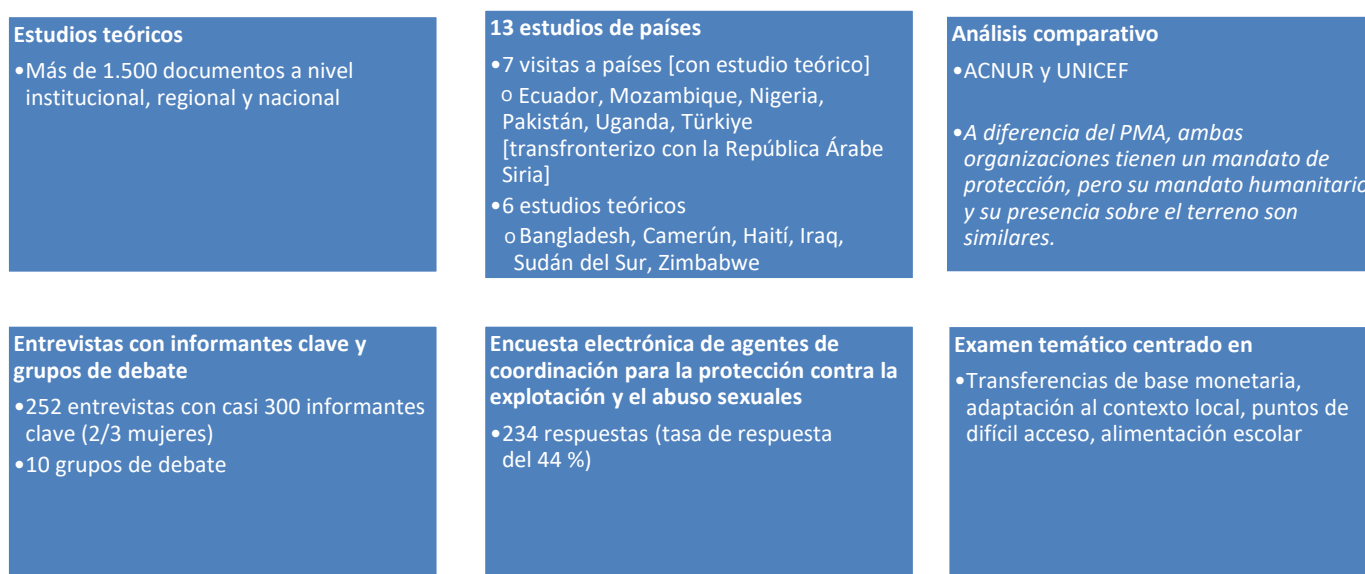 Estudios teóricos
•Más de 1.500 documentos a nivel
institucional, regional y nacional
13 estudios de países
•7 visitas a países [con estudio teórico]
o Ecuador, Mozambique, Nigeria,
Pakistán, Uganda, Türkiye
[transfronterizo con la República Árabe
Siria]
•6 estudios teóricos
o Bangladesh, Camerún, Haití, Iraq,
Sudán del Sur, Zimbabwe
Análisis comparativo
•ACNUR y UNICEF
•A diferencia del PMA, ambas
organizaciones tienen un mandato de
protección, pero su mandato humanitario
y su presencia sobre el terreno son
similares.
Entrevistas con informantes clave y
grupos de debate
•252 entrevistas con casi 300 informantes
clave (2/3 mujeres)
•10 grupos de debate
Encuesta electrónica de agentes de
coordinación para la protección contra la
explotación y el abuso sexuales
•234 respuestas (tasa de respuesta
del 44 %)
Examen temático centrado en
•Transferencias de base monetaria,
adaptación al contexto local, puntos de
difícil acceso, alimentación escolar